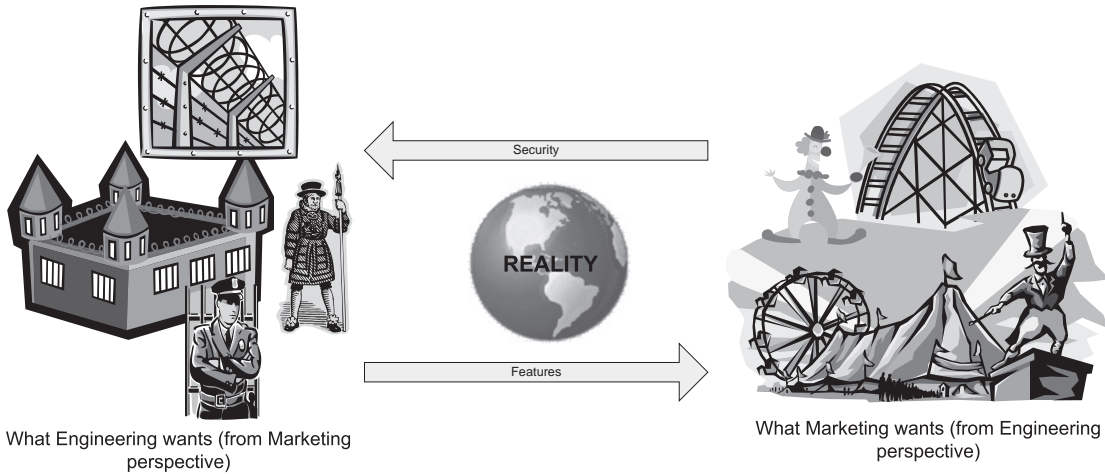 Security
REALITY
Features
What Engineering wants (from Marketing
perspective)
What Marketing wants (from Engineering
perspective)